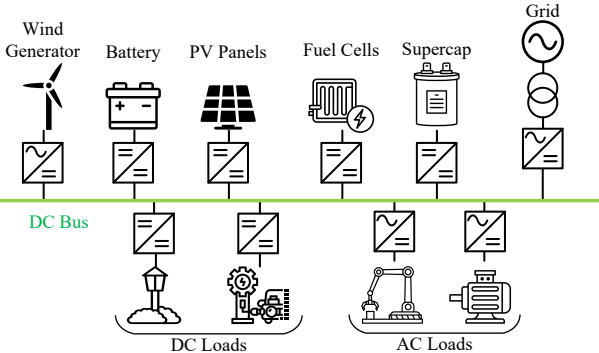 Grid
Wind
Generator
Battery
PV Panels
Fuel Cells
Supercap
DC Bus
DC Loads
AC Loads